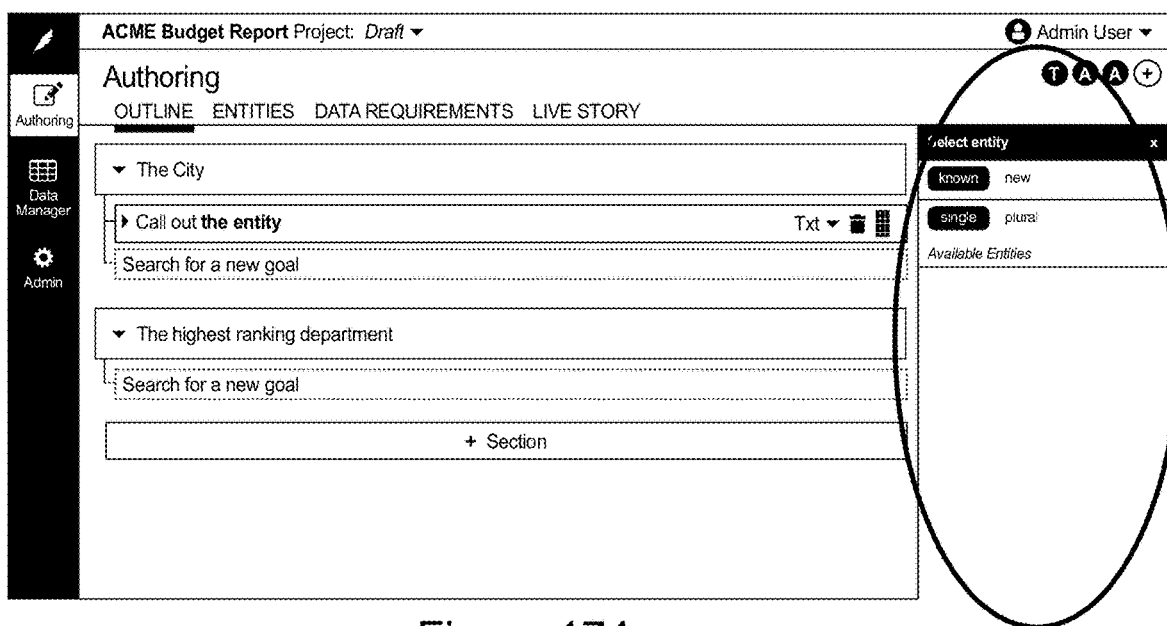 ACME Budget Report Project: Draft
Admin User
Authoring
T A A +
OUTLINE ENTITIES DATA REQUIREMENTS LIVE STORY
Authoring
Select entity x
The City
known new
Data
Manager
Call out the entity Txt
single plural
Search for a new goal
Available Entities
Admin
The highest ranking department
Search for a new goal
+ Section